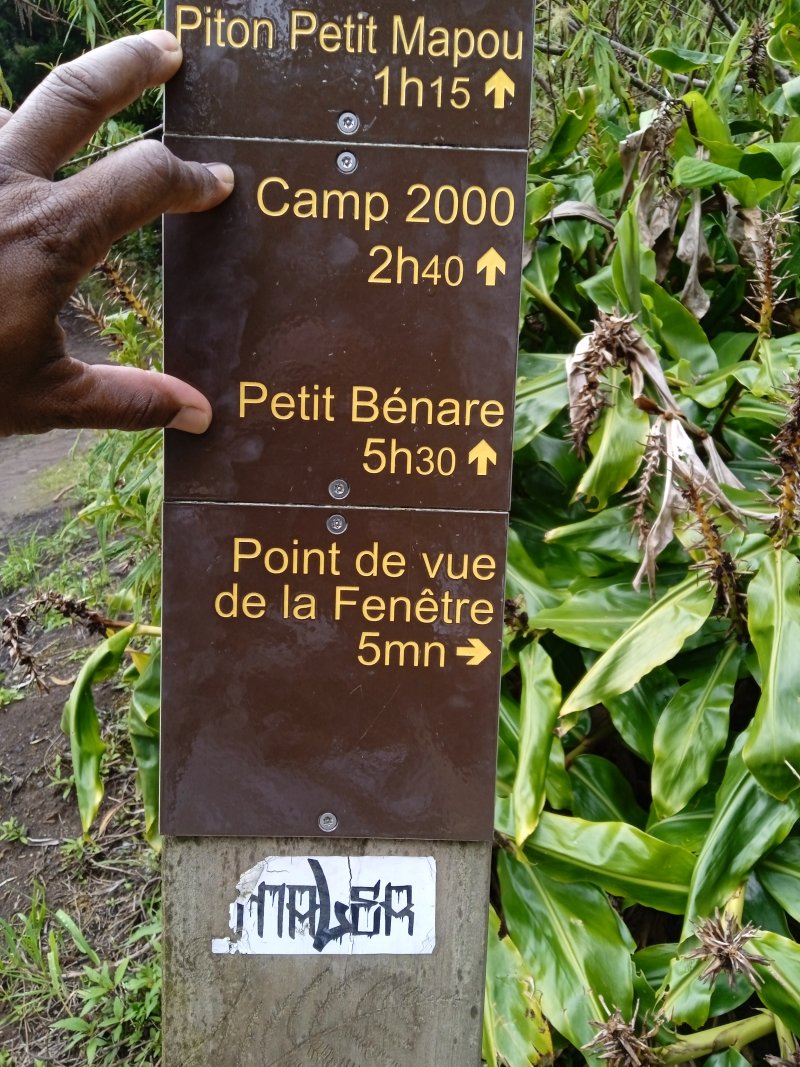 Piton Petit Mapou
1h15 ↑
Camp 2000
2h40 ↑
Petit Bénare
5h30 ↑
Point de vue
de la Fenêtre
5mn →